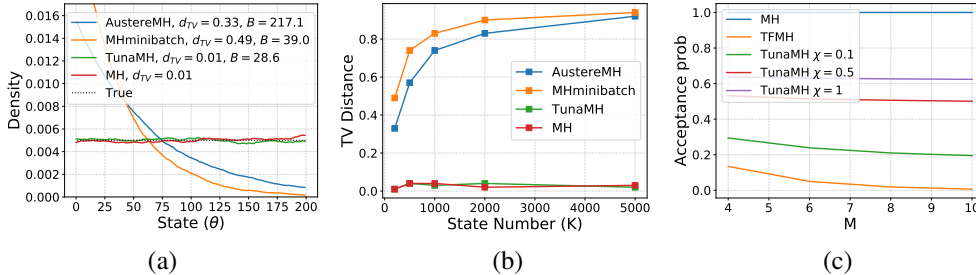 0.016
0.014
0.012
0.010
0.008
0.006
0.004
0.002
0.000
Density
AustereMH, d_TV = 0.33, B = 217.1
MHminibatch, d_TV = 0.49, B = 39.0
TunaMH, d_TV = 0.01, B = 28.6
MH, d_TV = 0.01
True
0 25 50 75 100 125 150 175 200
State (θ)
(a)
0.8
0.6
0.4
0.2
0.0
TV Distance
AustereMH
MHminibatch
TunaMH
MH
0 1000 2000 3000 4000 5000
State Number (K)
(b)
1.0
0.8
0.6
0.4
0.2
0.0
Acceptance prob
MH
TFMH
TunaMH χ = 0.1
TunaMH χ = 0.5
TunaMH χ = 1
4 5 6 7 8 9 10
M
(c)